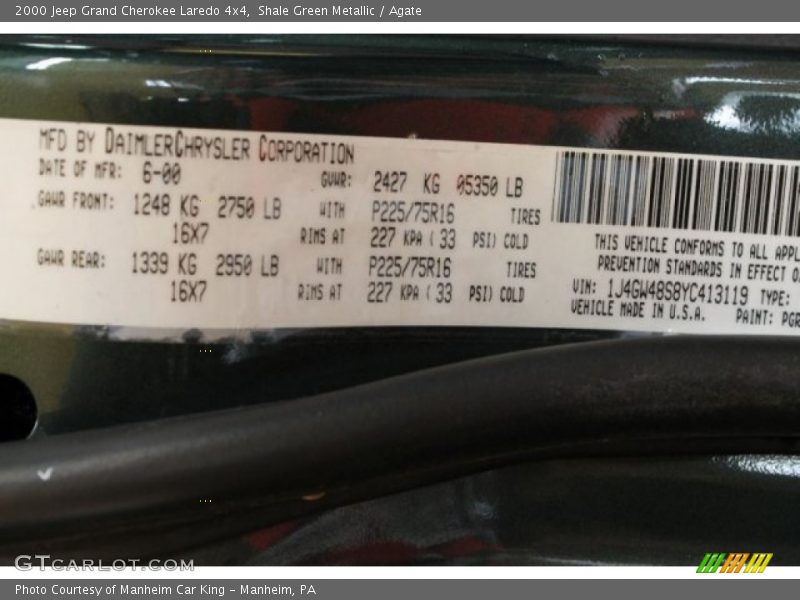 2000 Jeep Grand Cherokee Laredo 4x4, Shale Green Metallic / Agate
MFD BY DAIMLERCHRYSLER CORPORATION
DATE OF MFR: 6-00 GVWR: 2427 KG 05350 LB
GAWR FRONT: 1248 KG 2750 LB WITH P225/75R16 TIRES
16X7 RIMS AT 227 KPA ( 33 PSI) COLD
GAWR REAR: 1339 KG 2950 LB WITH P225/75R16 TIRES
16X7 RIMS AT 227 KPA ( 33 PSI) COLD
THIS VEHICLE CONFORMS TO ALL APPL
PREVENTION STANDARDS IN EFFECT O
VIN: 1J4GW48S8YC413119 TYPE:
VEHICLE MADE IN U.S.A. PAINT: PGR
GTCARLOT.COM
Photo Courtesy of Manheim Car King - Manheim, PA